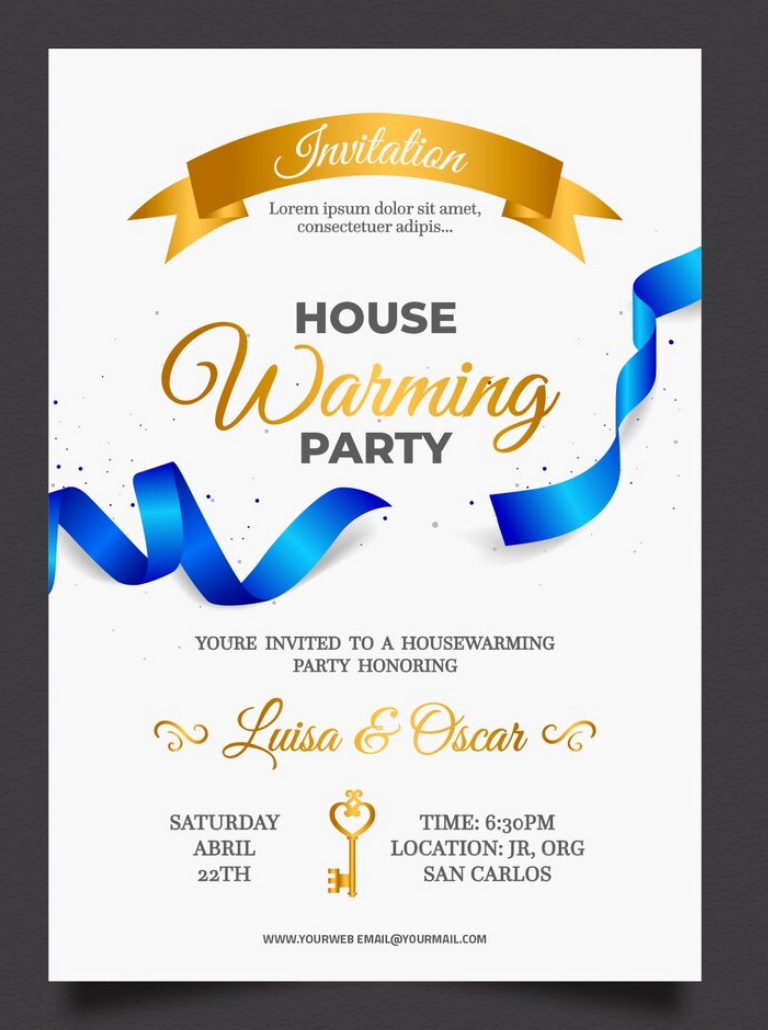 Invitation
Lorem ipsum dolor sit amet,
consectetuer adipis...
HOUSE
Warming
PARTY
YOURE INVITED TO A HOUSEWARMING
PARTY HONORING
Luisa & Oscar
SATURDAY
ABRIL
22TH
TIME: 6:30PM
LOCATION: JR, ORG
SAN CARLOS
WWW.YOURWEB EMAIL@YOURMAIL.COM